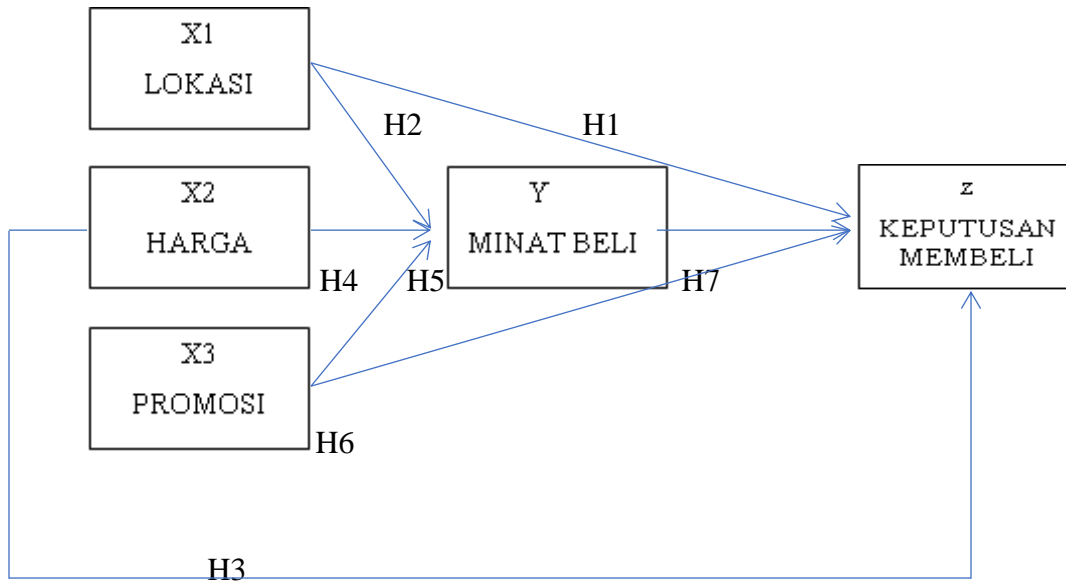 X1
LOKASI
H2
H1
X2
HARGA
Y
MINAT BELI
z
KEPUTUSAN
MEMBELI
H4
H5
H7
X3
PROMOSI
H6
H3